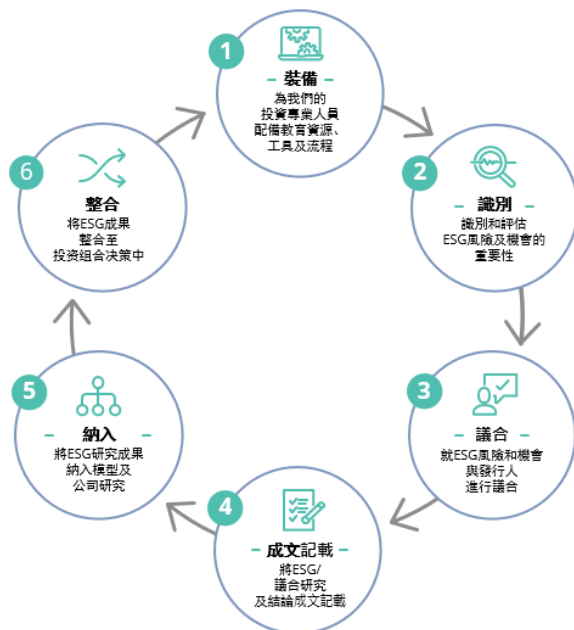 1
裝備
為我們的
投資專業人員
配備教育資源、
工具及流程
2
識別
識別和評估
ESG風險及機會的
重要性
3
議合
就ESG風險和機會
與發行人
進行議合
4
成文記載
將ESG/
議合研究
及結論成文記載
5
納入
將ESG研究成果
納入模型及
公司研究
6
整合
将ESG成果
整合至
投资组合决策中